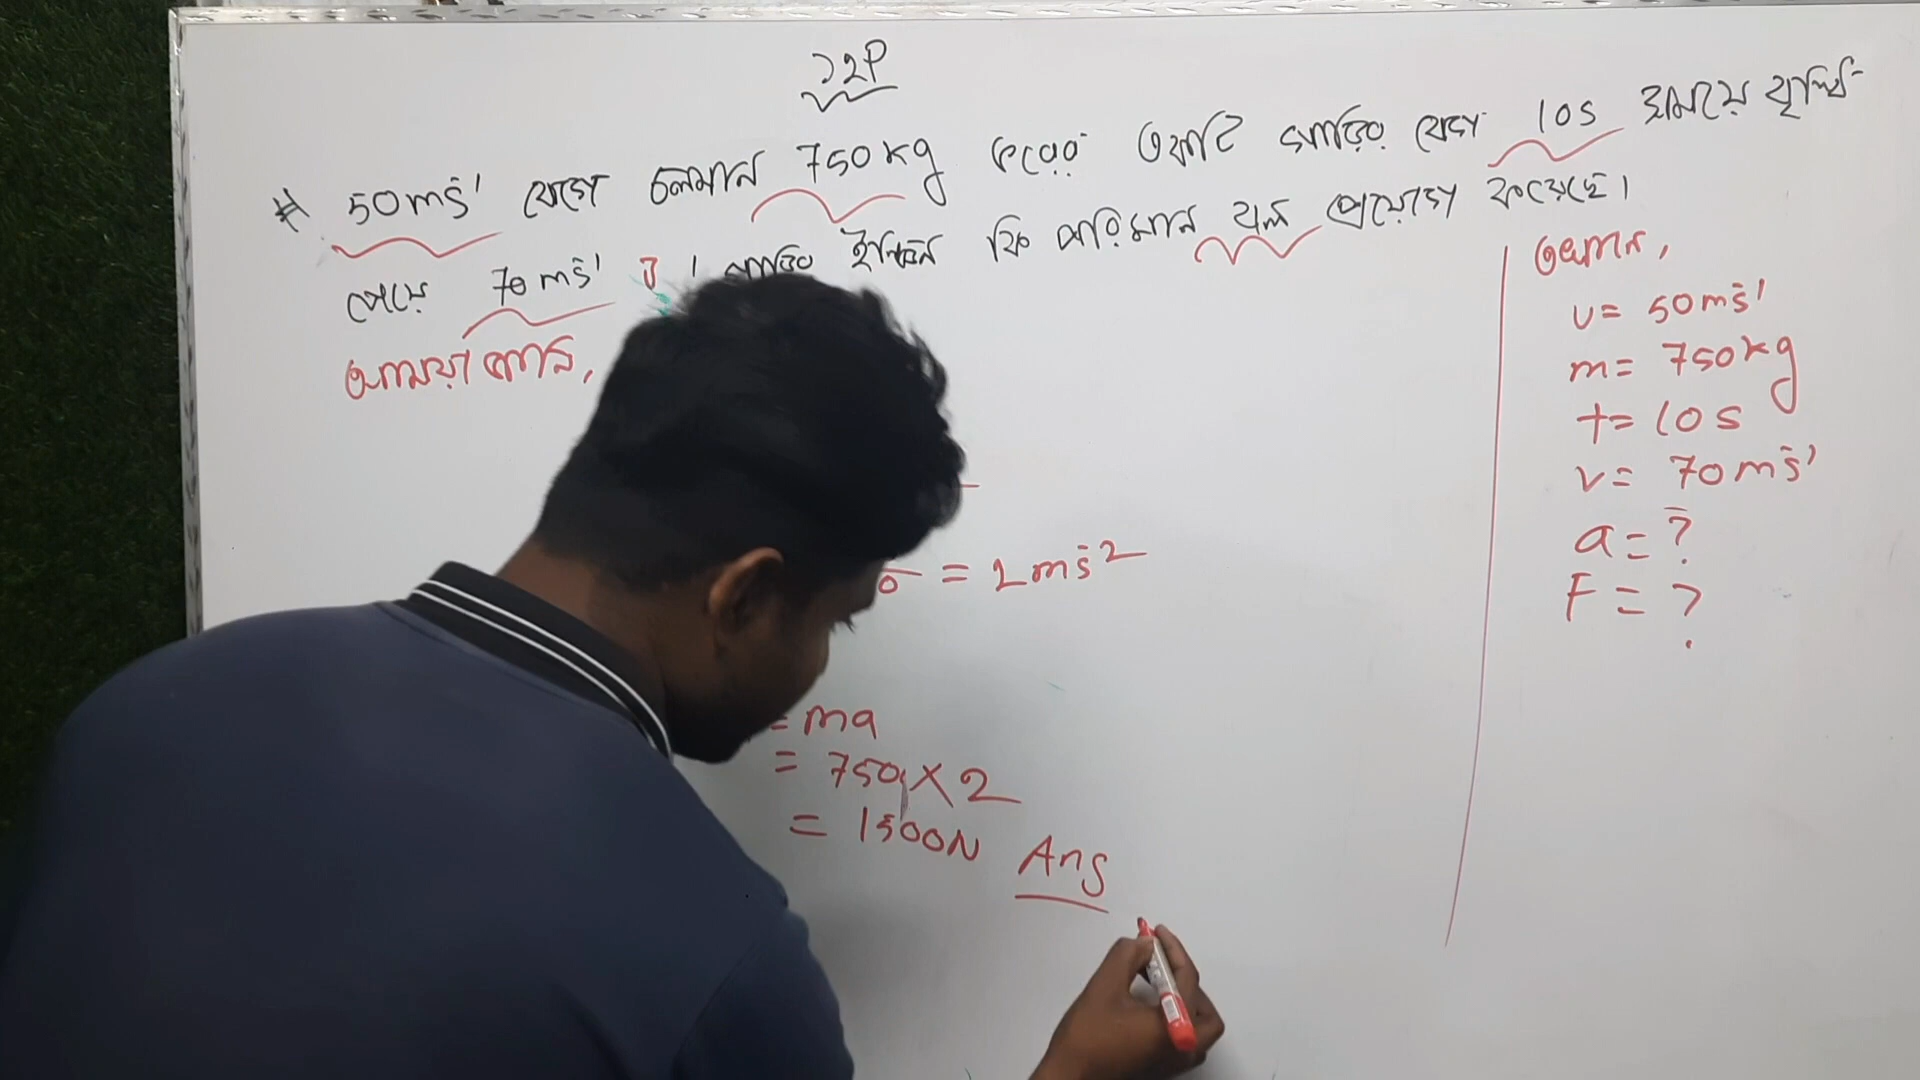 ১2P
# 50ms⁻¹ বেগে চলমান 750kg ভরের একটি গাড়ির বেগ 10s সময়ে বৃদ্ধি
পেয়ে 70ms⁻¹ হয়। গাড়ির ইঞ্জিন কি পরিমান বল প্রয়োগ করেছে।
আমরা জানি,
= 2ms⁻²
= ma
= 750 × 2
= 1500N Ans
এখানে,
u = 50ms⁻¹
m = 750kg
t = 10s
v = 70ms⁻¹
a = ?
F = ?